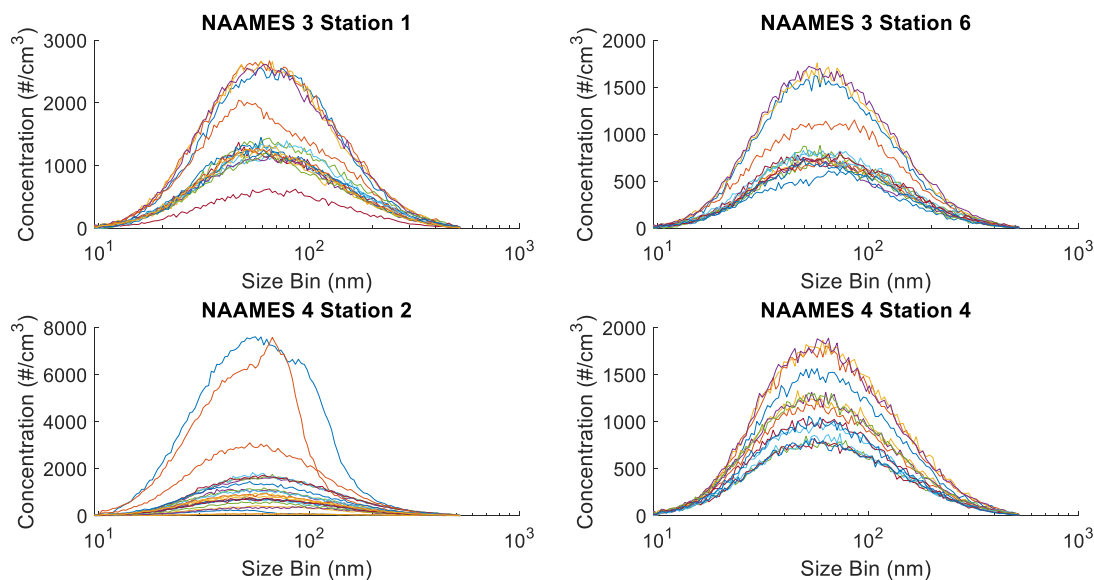 NAAMES 3 Station 1
Concentration (#/cm³)
3000
2000
1000
0
10¹
10²
10³
Size Bin (nm)
NAAMES 3 Station 6
Concentration (#/cm³)
2000
1500
1000
500
0
10¹
10²
10³
Size Bin (nm)
NAAMES 4 Station 2
Concentration (#/cm³)
8000
6000
4000
2000
0
10¹
10²
10³
Size Bin (nm)
NAAMES 4 Station 4
Concentration (#/cm³)
2000
1500
1000
500
0
10¹
10²
10³
Size Bin (nm)